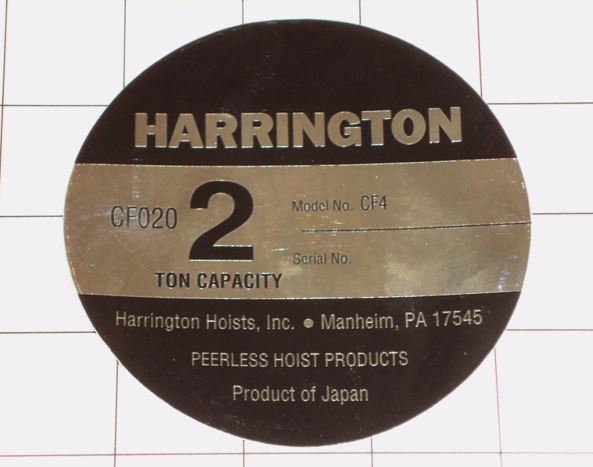 HARRINGTON
CF020 2 Model No. CF4
Serial No.
TON CAPACITY
Harrington Hoists, Inc. ● Manheim, PA 17545
PEERLESS HOIST PRODUCTS
Product of Japan